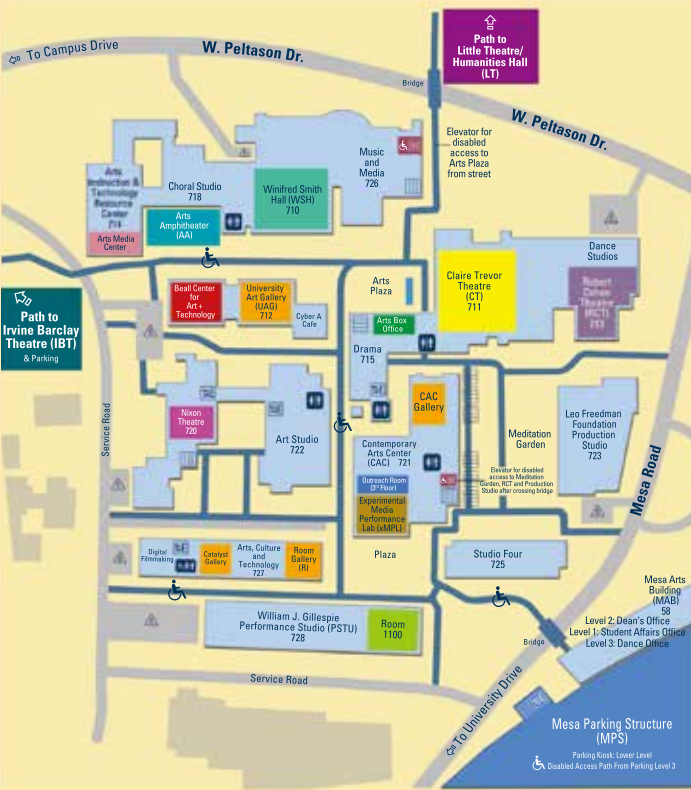 Path to
Little Theatre/
Humanities Hall
(LT)
To Campus Drive
W. Peltason Dr.
Bridge
W. Peltason Dr.
Elevator for
disabled
access to
Arts Plaza
from street
Music
and
Media
726
Arts
Instruction &
Technology
Resource
Center
714
Arts Media
Center
Choral Studio
718
Winifred Smith
Hall (WSH)
710
Arts
Amphitheater
(AA)
Dance
Studios
Claire Trevor
Theatre
(CT)
711
Robert
Cohen
Theatre
(RCT)
Path to
Irvine Barclay
Theatre (IBT)
& Parking
Beall Center
for
Art +
Technology
University
Art Gallery
(UAG)
712
Cyber A
Cafe
Arts
Plaza
Arts Box
Office
Drama
715
Service Road
Nixon
Theatre
720
Art Studio
722
CAC
Gallery
Contemporary
Arts Center
(CAC) 721
Outreach Room
(3rd Floor)
Experimental
Media
Performance
Lab (xMPL)
Meditation
Garden
Elevator for disabled
access to Meditation
Garden, RCT and Production
Studio after crossing bridge
Leo Freedman
Foundation
Production
Studio
723
Mesa Road
Digital
Filmmaking
Catalyst
Gallery
Arts, Culture
and
Technology
727
Room
Gallery
(R)
Plaza
Studio Four
725
Mesa Arts
Building
(MAB)
58
Level 2: Dean's Office
Level 1: Student Affairs Office
Level 3: Dance Office
William J. Gillespie
Performance Studio (PSTU)
728
Room
1100
Bridge
Service Road
To University Drive
Mesa Parking Structure
(MPS)
Parking Kiosk: Lower Level
Disabled Access Path From Parking Level 3